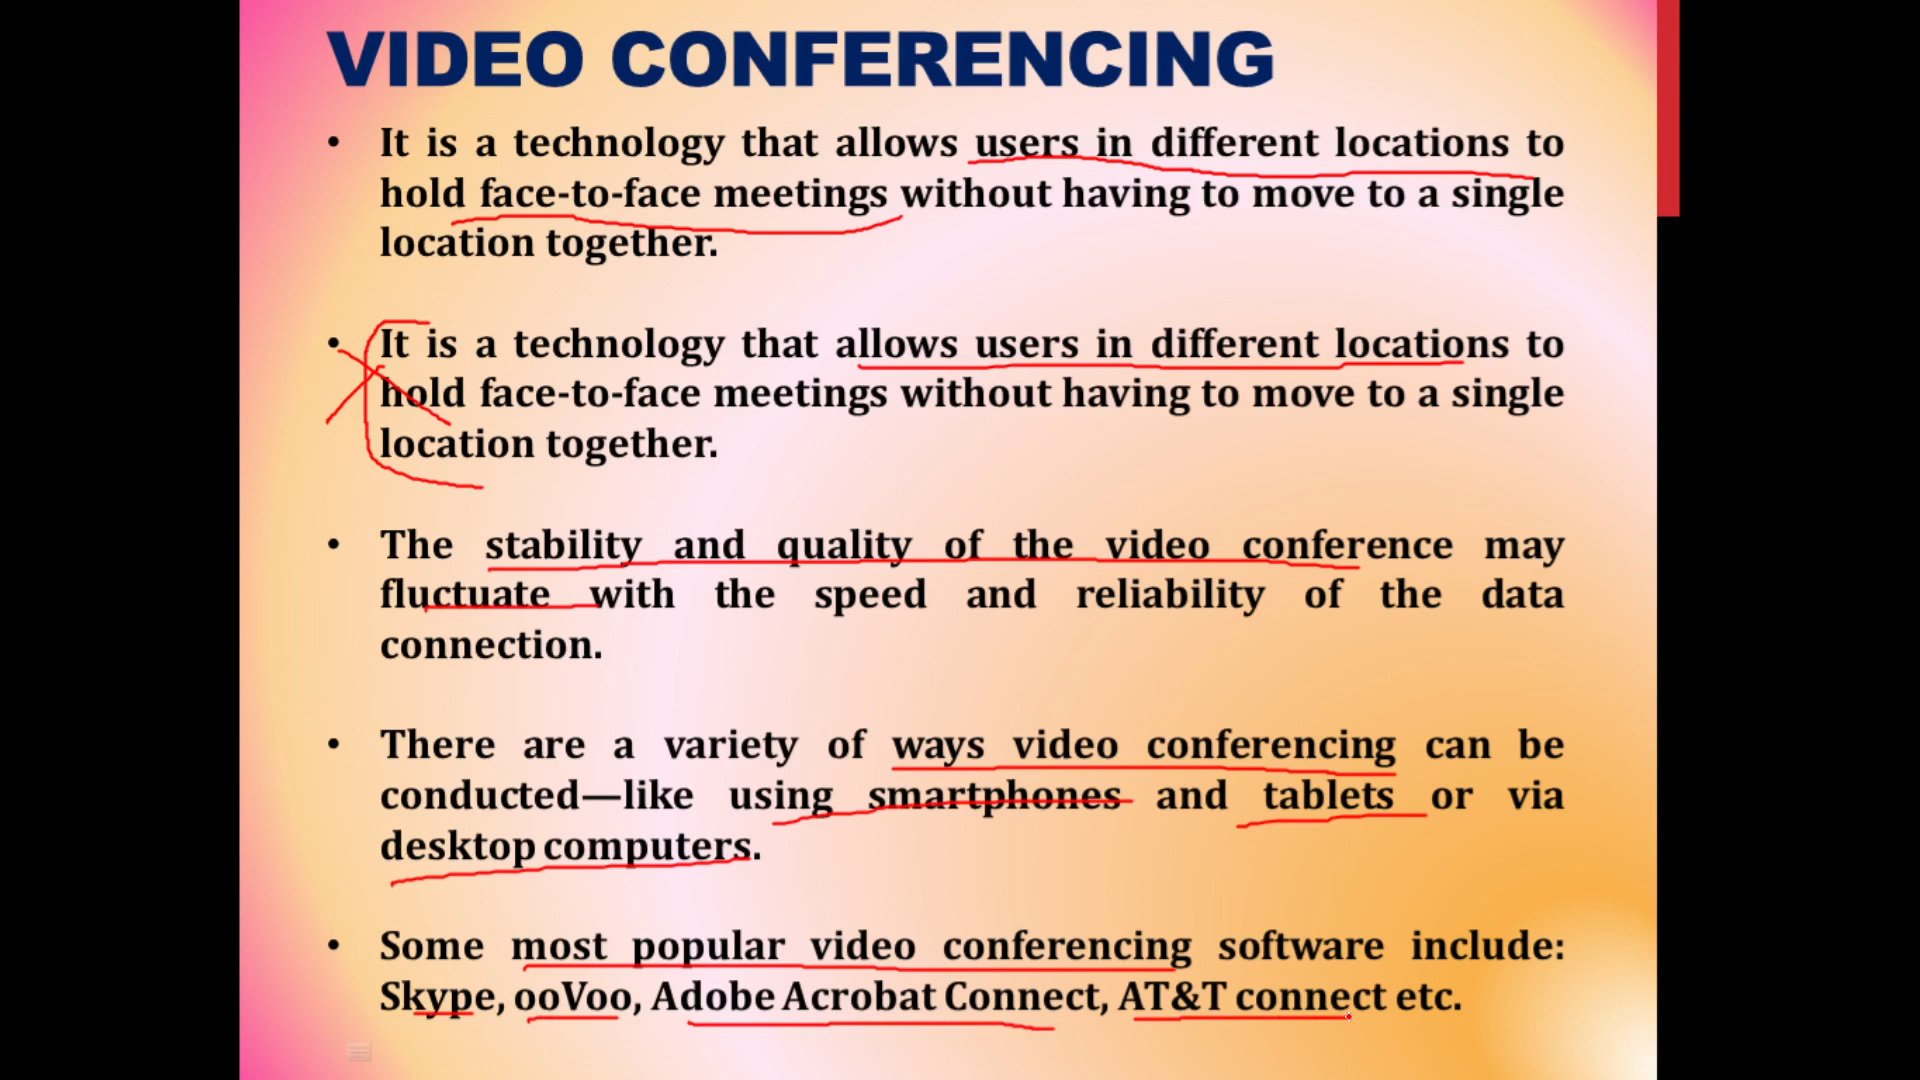 VIDEO CONFERENCING
• It is a technology that allows users in different locations to
hold face-to-face meetings without having to move to a single
location together.
• It is a technology that allows users in different locations to
hold face-to-face meetings without having to move to a single
location together.
• The stability and quality of the video conference may
fluctuate with the speed and reliability of the data
connection.
• There are a variety of ways video conferencing can be
conducted—like using smartphones and tablets or via
desktop computers.
• Some most popular video conferencing software include:
Skype, ooVoo, Adobe Acrobat Connect, AT&T connect etc.